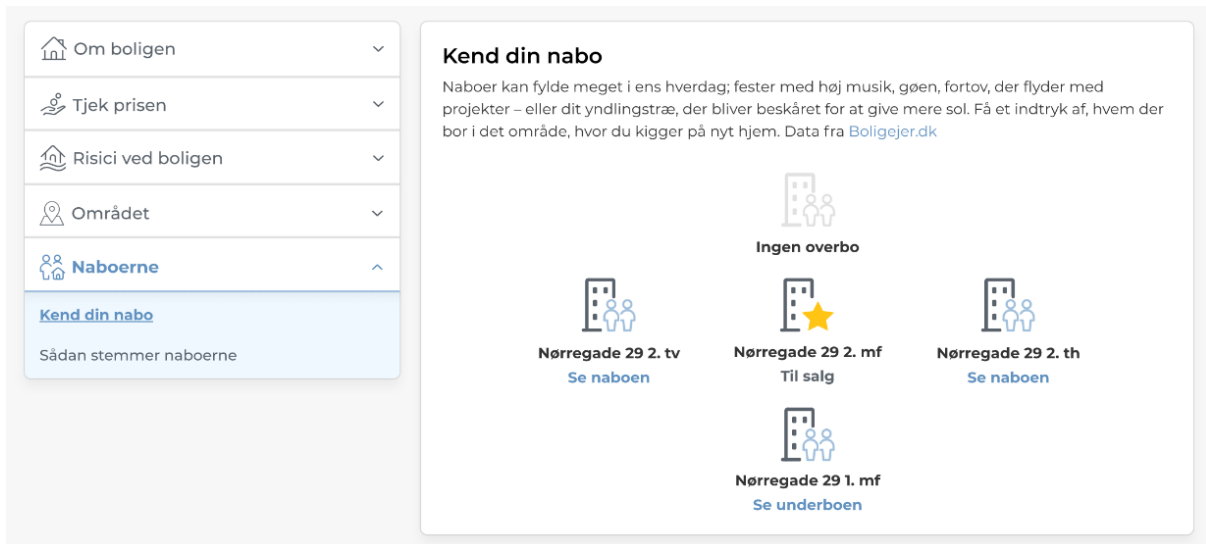 Om boligen
Tjek prisen
Risici ved boligen
Området
Naboerne
Kend din nabo
Sådan stemmer naboerne
Kend din nabo
Naboer kan fylde meget i ens hverdag; fester med høj musik, gøen, fortov, der flyder med
projekter – eller dit yndlingstræ, der bliver beskåret for at give mere sol. Få et indtryk af, hvem der
bor i det område, hvor du kigger på nyt hjem. Data fra Boligejer.dk
Ingen overbo
Nørregade 29 2. tv
Se naboen
Nørregade 29 2. mf
Til salg
Nørregade 29 2. th
Se naboen
Nørregade 29 1. mf
Se underboen